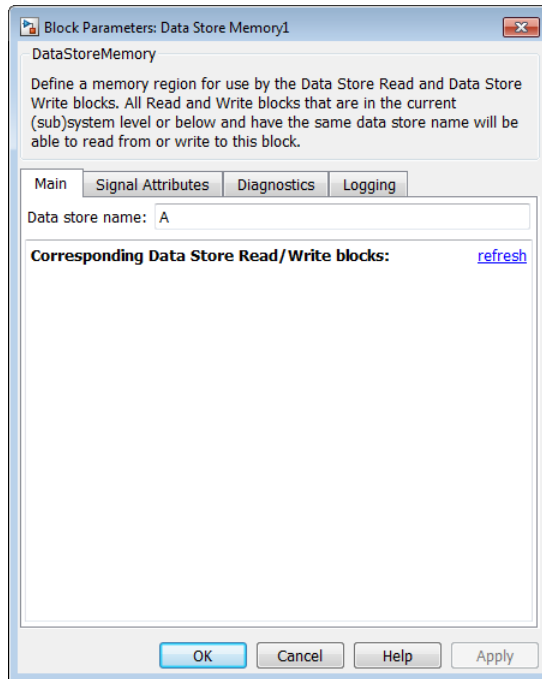 Block Parameters: Data Store Memory1
DataStoreMemory
Define a memory region for use by the Data Store Read and Data Store
Write blocks. All Read and Write blocks that are in the current
(sub)system level or below and have the same data store name will be
able to read from or write to this block.
Main Signal Attributes Diagnostics Logging
Data store name: A
Corresponding Data Store Read/Write blocks: refresh
OK Cancel Help Apply